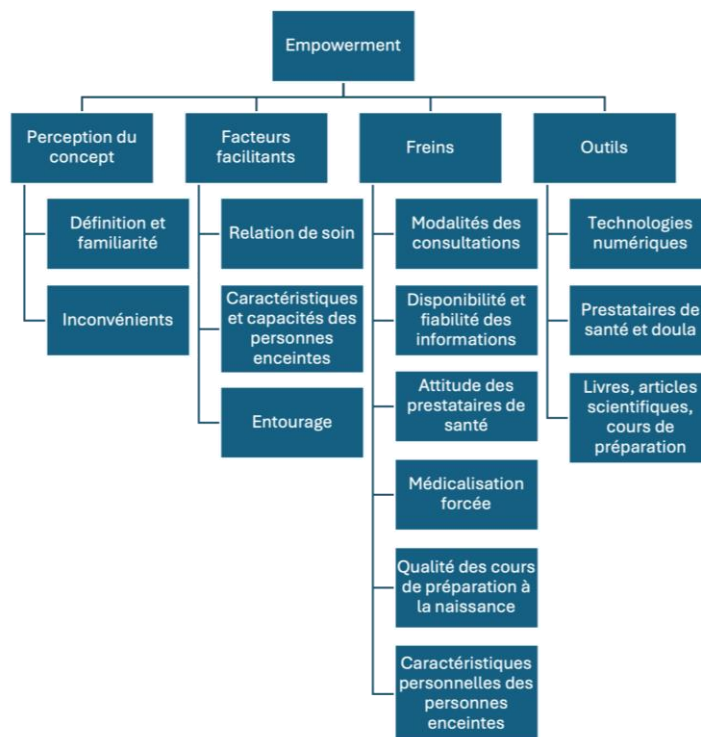 Empowerment
Perception du
concept
Définition et
familiarité
Inconvénients
Facteurs
facilitants
Relation de soin
Caractéristiques
et capacités des
personnes
enceintes
Entourage
Freins
Modalités des
consultations
Disponibilité et
fiabilité des
informations
Attitude des
prestataires de
santé
Médicalisation
forcée
Qualité des cours
de préparation à
la naissance
Caractéristiques
personnelles des
personnes
enceintes
Outils
Technologies
numériques
Prestataires de
santé et doula
Livres, articles
scientifiques,
cours de
préparation